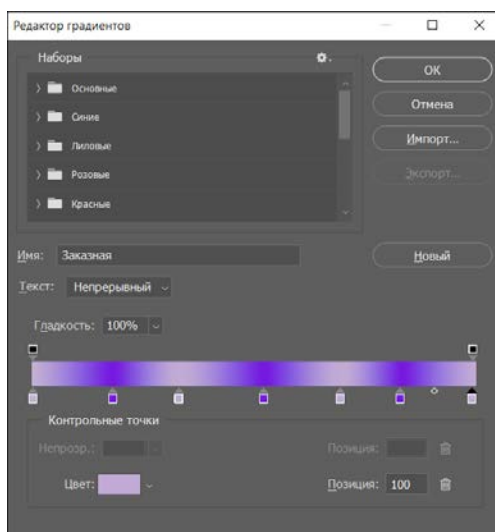 Редактор градиентов
Наборы
Основные
Синие
Лиловые
Розовые
Красные
OK
Отмена
Импорт...
Экспорт...
Имя: Заказная
Новый
Текст: Непрерывный
Гладкость: 100%
Контрольные точки
Непрозр.: Позиция:
Цвет: Позиция: 100